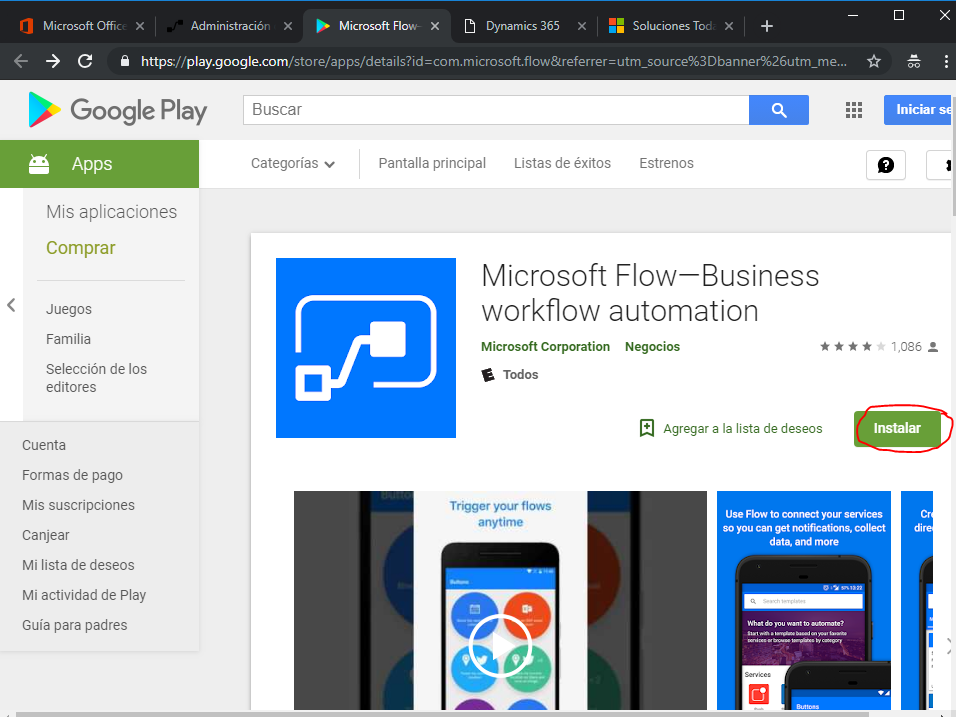 Microsoft Office
Administración
Microsoft Flow–
Dynamics 365
Soluciones Toda
https://play.google.com/store/apps/details?id=com.microsoft.flow&referrer=utm_source%3Dbanner%26utm_me...
Google Play
Buscar
Iniciar se
Apps
Categorías
Pantalla principal
Listas de éxitos
Estrenos
Mis aplicaciones
Comprar
Juegos
Familia
Selección de los
editores
Cuenta
Formas de pago
Mis suscripciones
Canjear
Mi lista de deseos
Mi actividad de Play
Guía para padres
Microsoft Flow—Business
workflow automation
Microsoft Corporation
Negocios
1,086
E Todos
Agregar a la lista de deseos
Instalar
Trigger your flows
anytime
Buttons
Use Flow to connect your services
so you can get notifications, collect
data, and more
57% 13:22
Search templates
What do you want to automate?
Start with a template based on your favorite
services or browse templates by category
Services
Buttons
Cre
direc